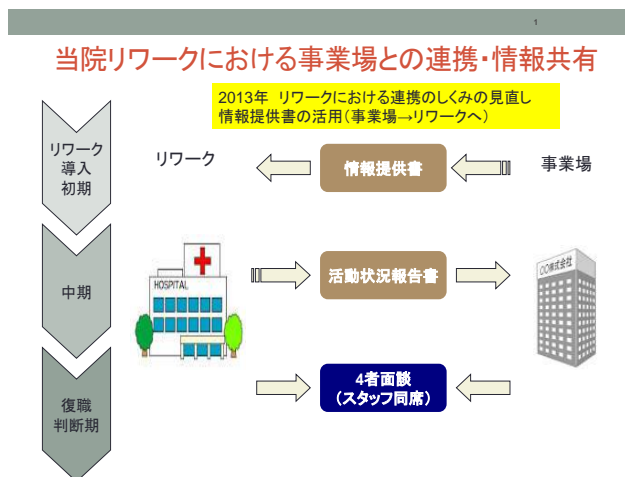 1
当院リワークにおける事業場との連携・情報共有
2013年 リワークにおける連携のしくみの見直し
情報提供書の活用(事業場→リワークへ)
リワーク
導入
初期
リワーク
情報提供書
事業場
中期
HOSPITAL
活動状況報告書
〇〇株式会社
復職
判断期
4者面談
(スタッフ同席)